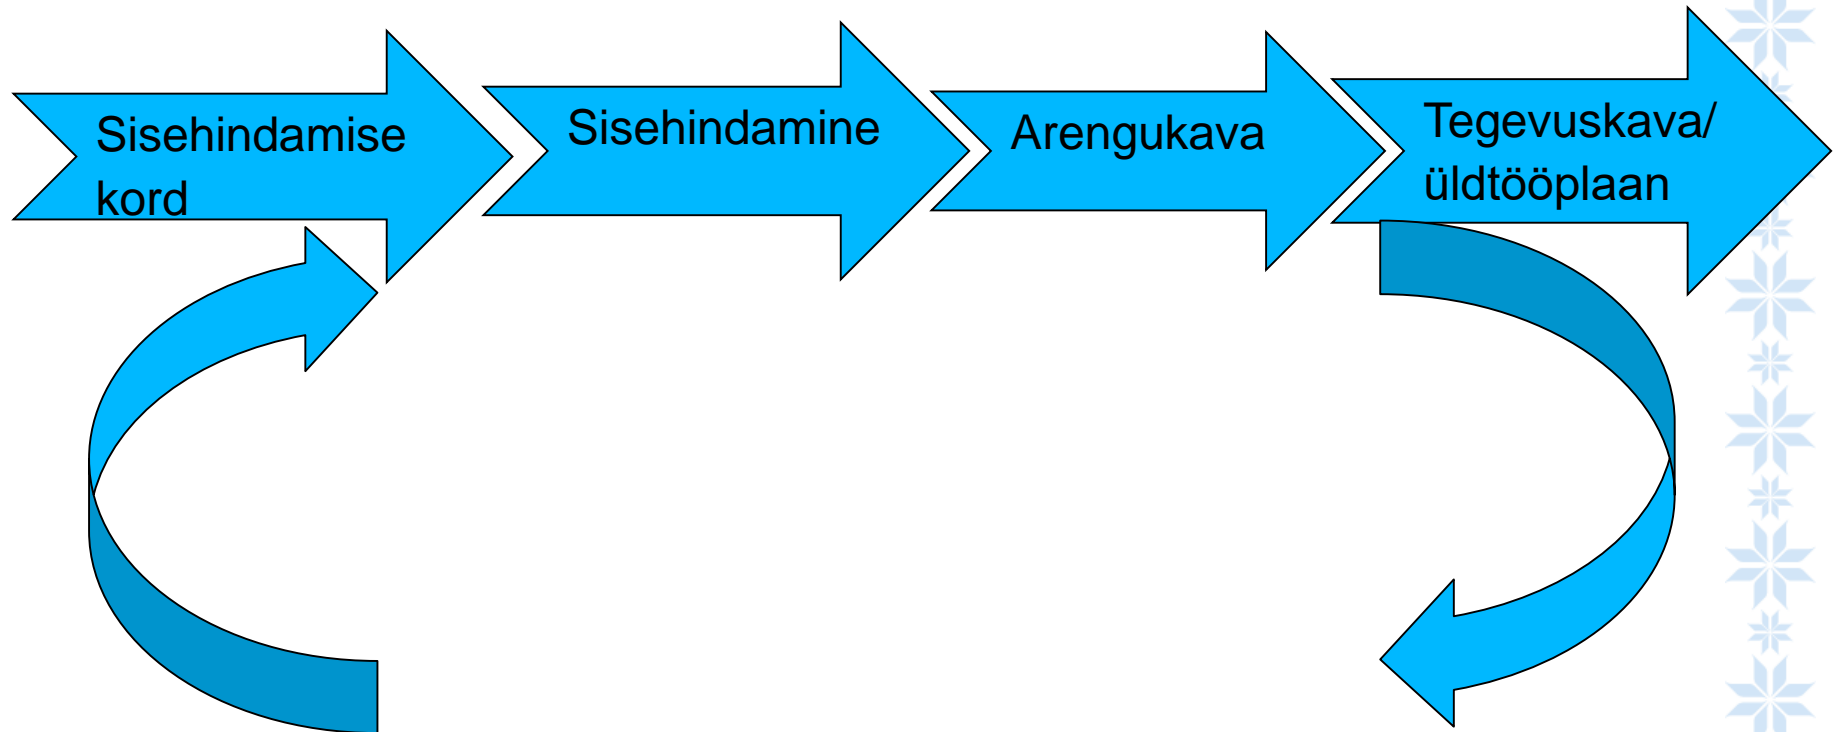 Sisehindamise
kord
Sisehindamine
Arengukava
Tegevuskava/
üldtööplaan